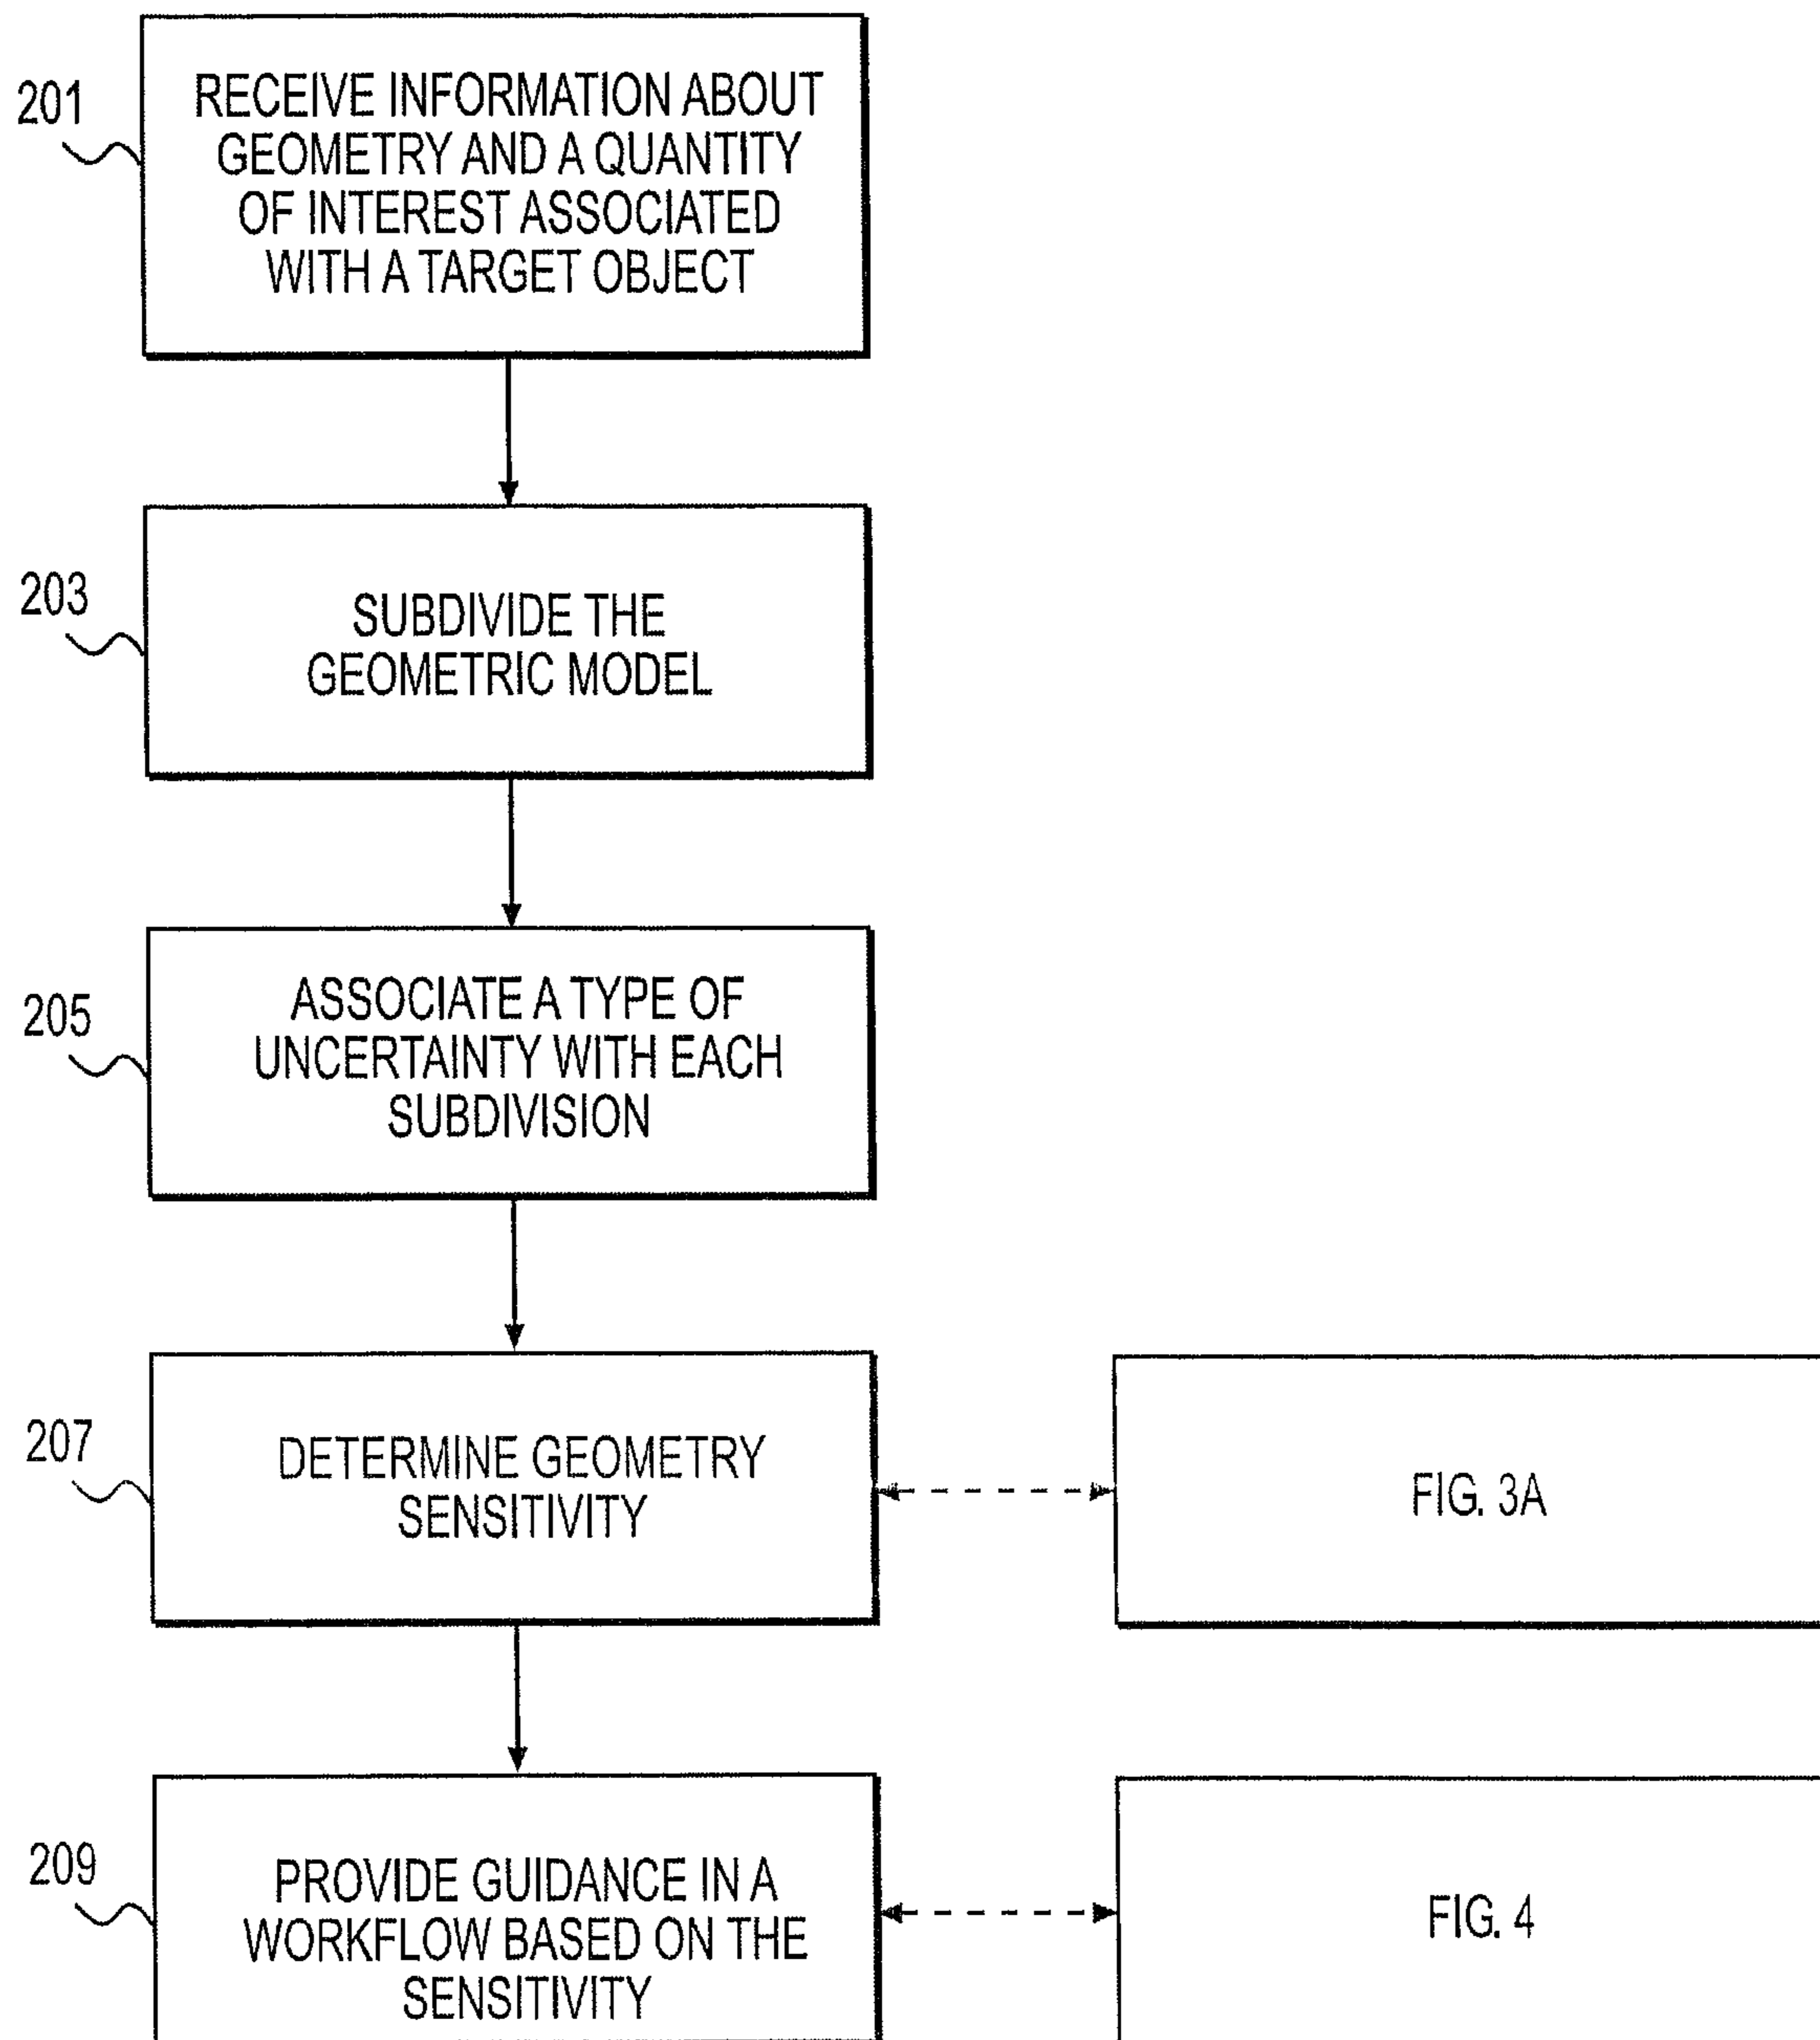 201
RECEIVE INFORMATION ABOUT
GEOMETRY AND A QUANTITY
OF INTEREST ASSOCIATED
WITH A TARGET OBJECT
203
SUBDIVIDE THE
GEOMETRIC MODEL
205
ASSOCIATE A TYPE OF
UNCERTAINTY WITH EACH
SUBDIVISION
207
DETERMINE GEOMETRY
SENSITIVITY
FIG. 3A
209
PROVIDE GUIDANCE IN A
WORKFLOW BASED ON THE
SENSITIVITY
FIG. 4